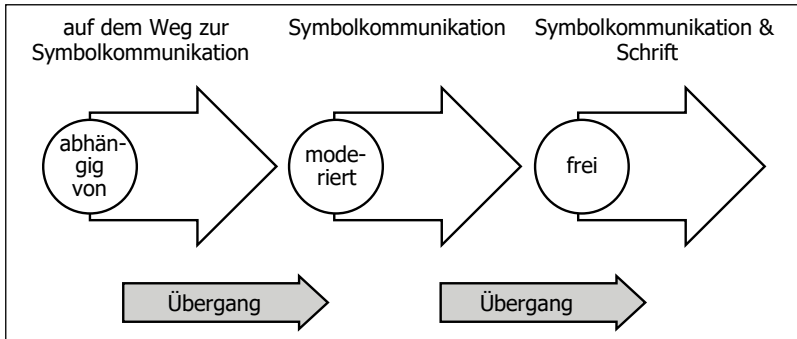 auf dem Weg zur
Symbolkommunikation
Symbolkommunikation
Symbolkommunikation &
Schrift
abhän-
gig
von
mode-
riert
frei
Übergang
Übergang